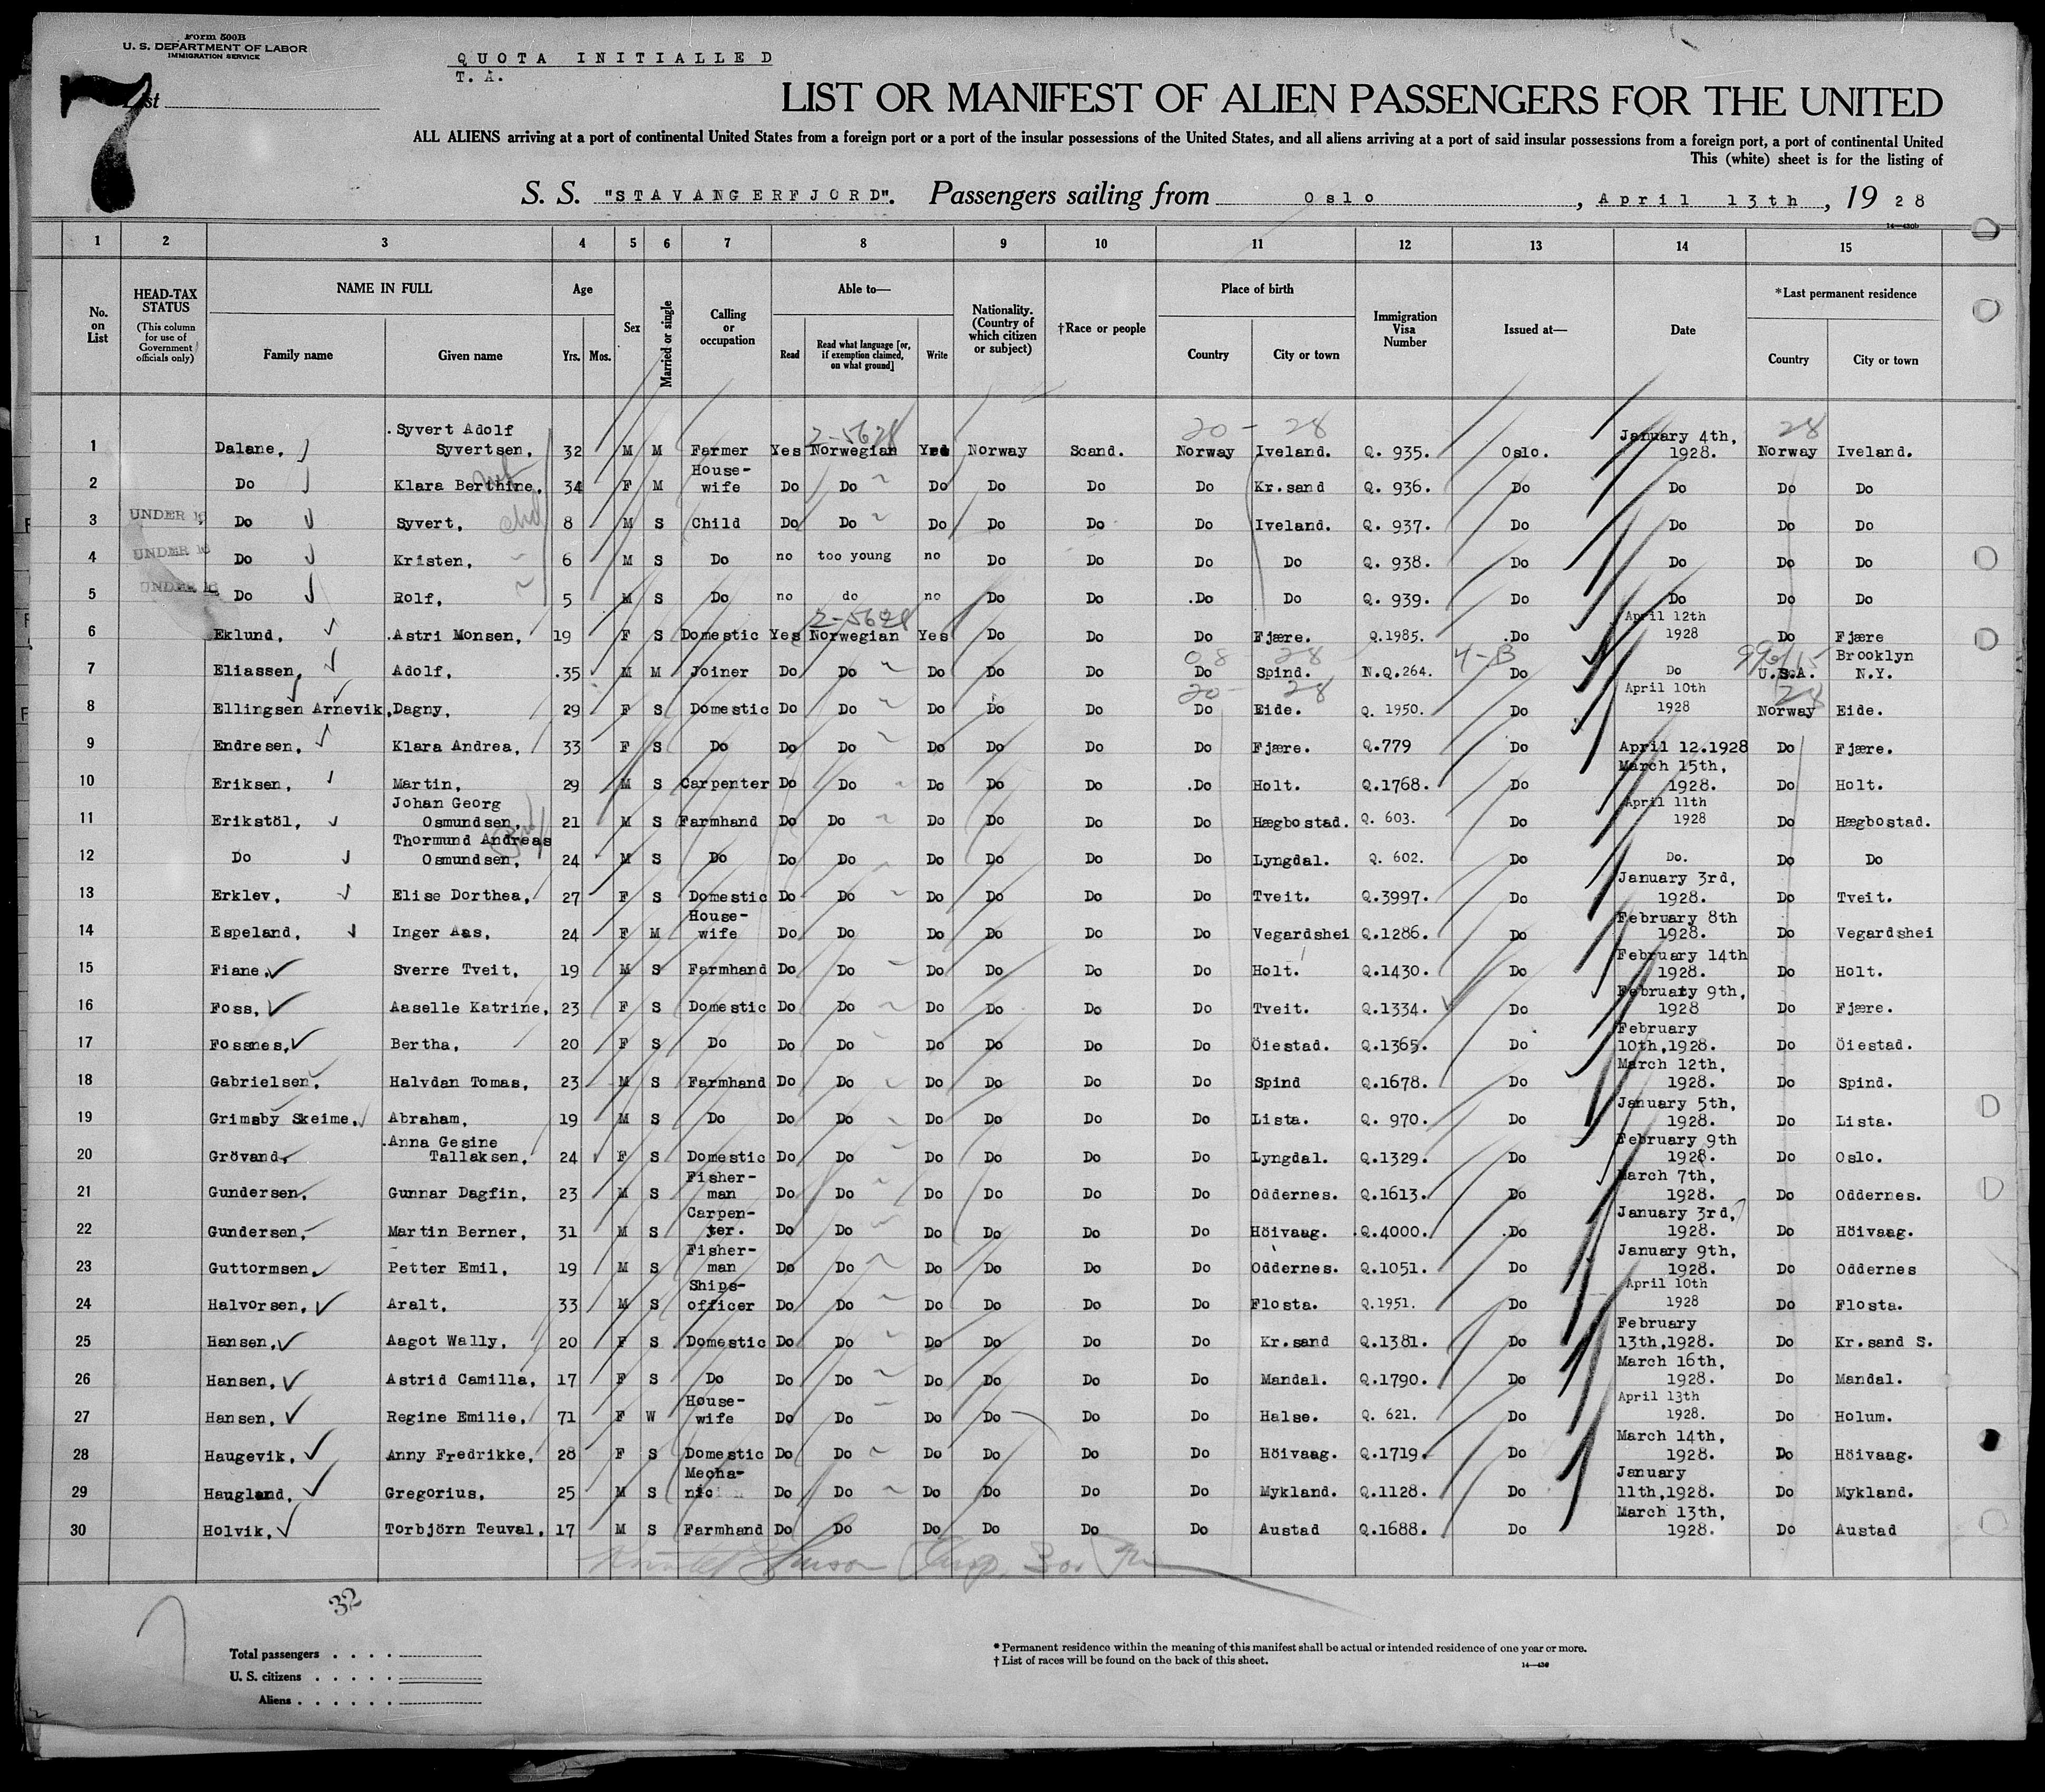 Form 500B
U. S. DEPARTMENT OF LABOR
IMMIGRATION SERVICE
QUOTA INITIALLED
T. A.
7
List
LIST OR MANIFEST OF ALIEN PASSENGERS FOR THE UNITED
ALL ALIENS arriving at a port of continental United States from a foreign port or a port of the insular possessions of the United States, and all aliens arriving at a port of said insular possessions from a foreign port, a port of continental United
This (white) sheet is for the listing of
S. S. "STAVANGERFJORD". Passengers sailing from Oslo, April 13th, 1928
14—430b
1 2 3 4 5 6 7 8 9 10 11 12 13 14 15
No. on List
HEAD-TAX STATUS (This column for use of Government officials only)
NAME IN FULL Family name Given name
Age Yrs. Mos.
Sex
Married or single
Calling or occupation
Able to— Read Read what language [or, if exemption claimed, on what ground] Write
Nationality. (Country of which citizen or subject)
†Race or people
Place of birth Country City or town
Immigration Visa Number
Issued at—
Date
*Last permanent residence Country City or town
2-5628 20 - 28 28
1 Dalane, Syvert Adolf Syvertsen, 32 M M Farmer Yes Norwegian Yes Norway Scand. Norway Iveland. Q. 935. Oslo. January 4th, 1928. Norway Iveland.
2 Do Klara Berthine, 34 F M House-wife Do Do Do Do Do Do Kr.sand Q. 936. Do Do Do Do
3 UNDER 16 Do Syvert, 8 M S Child Do Do Do Do Do Do Iveland. Q. 937. Do Do Do Do
4 UNDER 16 Do Kristen, 6 M S Do no too young no Do Do Do Do Q. 938. Do Do Do Do
5 UNDER 16 Do Rolf, 5 M S Do no do no Do Do .Do Do Q. 939. Do Do Do Do
2-5628
6 Eklund, .Astri Monsen, 19 F S Domestic Yes Norwegian Yes Do Do Do Fjære. Q.1985. .Do April 12th 1928 Do Fjære
08 28 4-B
7 Eliassen, Adolf, .35 M M Joiner Do Do Do Do Do Do Spind. N.Q.264. Do Do U.S.A. Brooklyn N.Y.
20- 28 28
8 Ellingsen Arnevik, Dagny, 29 F S Domestic Do Do Do Do Do Do Eide. Q. 1950. Do April 10th 1928 Norway Eide.
9 Endresen, Klara Andrea, 33 F S Do Do Do Do Do Do Do Fjære. Q.779 Do April 12.1928 Do Fjære.
10 Eriksen, Martin, 29 M S Carpenter Do Do Do Do Do .Do Holt. Q.1768. Do March 15th, 1928. Do Holt.
11 Erikstöl, Johan Georg Osmundsen, 21 M S Farmhand Do Do Do Do Do Do Hægbostad. Q. 603. Do April 11th 1928 Do Hægbostad.
12 Do Thormund Andreas Osmundsen, 24 M S Do Do Do Do Do Do Do Lyngdal. Q. 602. Do Do. Do Do
13 Erklev, Elise Dorthea, 27 F S Domestic Do Do Do Do Do Do Tveit. Q.3997. Do January 3rd, 1928. Do Tveit.
14 Espeland, Inger Aas, 24 F M House-wife Do Do Do Do Do Do Vegardshei Q.1286. Do February 8th 1928. Do Vegardshei
15 Fiane, Sverre Tveit, 19 M S Farmhand Do Do Do Do Do Do Holt. Q.1430. Do February 14th 1928. Do Holt.
16 Foss, Aaselle Katrine, 23 F S Domestic Do Do Do Do Do Do Tveit. Q.1334. Do February 9th, 1928 Do Fjære.
17 Fossnes, Bertha, 20 F S Do Do Do Do Do Do Do Öiestad. Q.1365. Do February 10th,1928. Do Öiestad.
18 Gabrielsen, Halvdan Tomas, 23 M S Farmhand Do Do Do Do Do Do Spind Q.1678. Do March 12th, 1928. Do Spind.
19 Grimsby Skeime, Abraham, 19 M S Do Do Do Do Do Do Do Lista. Q. 970. Do January 5th, 1928. Do Lista.
20 Grövand, .Anna Gesine Tallaksen, 24 F S Domestic Do Do Do Do Do Do Lyngdal. Q.1329. Do February 9th 1928. Do Oslo.
21 Gundersen, Gunnar Dagfin, 23 M S Fisher-man Do Do Do Do Do Do Oddernes. Q.1613. Do March 7th, 1928. Do Oddernes.
22 Gundersen, Martin Berner, 31 M S Carpen-ter. Do Do Do Do Do Do Höivaag. Q.4000. .Do January 3rd, 1928. Do Höivaag.
23 Guttormsen, Petter Emil, 19 M S Fisher-man Do Do Do Do Do Do Oddernes. Q.1051. Do January 9th, 1928. Do Oddernes
24 Halvorsen, Aralt, 33 M S Ships-officer Do Do Do Do Do Do Flosta. Q.1951. Do April 10th 1928 Do Flosta.
25 Hansen, Aagot Wally, 20 F S Domestic Do Do Do Do Do Do Kr.sand Q.1381. Do February 13th,1928. Do Kr.sand S.
26 Hansen, Astrid Camilla, 17 F S Do Do Do Do Do Do Do Mandal. Q.1790. Do March 16th, 1928. Do Mandal.
27 Hansen, Regine Emilie, 71 F W House-wife Do Do Do Do Do Do Halse. Q. 621. Do April 13th 1928. Do Holum.
28 Haugevik, Anny Fredrikke, 28 F S Domestic Do Do Do Do Do Do Höivaag. Q.1719. Do March 14th, 1928. Do Höivaag.
29 Haugland, Gregorius, 25 M S Mecha-nic Do Do Do Do Do Do Mykland. Q.1128. Do January 11th,1928. Do Mykland.
30 Holvik, Torbjörn Teuval, 17 M S Farmhand Do Do Do Do Do Do Austad Q.1688. Do March 13th, 1928. Do Austad
32
Total passengers
U. S. citizens
Aliens
* Permanent residence within the meaning of this manifest shall be actual or intended residence of one year or more.
† List of races will be found on the back of this sheet.
14—430